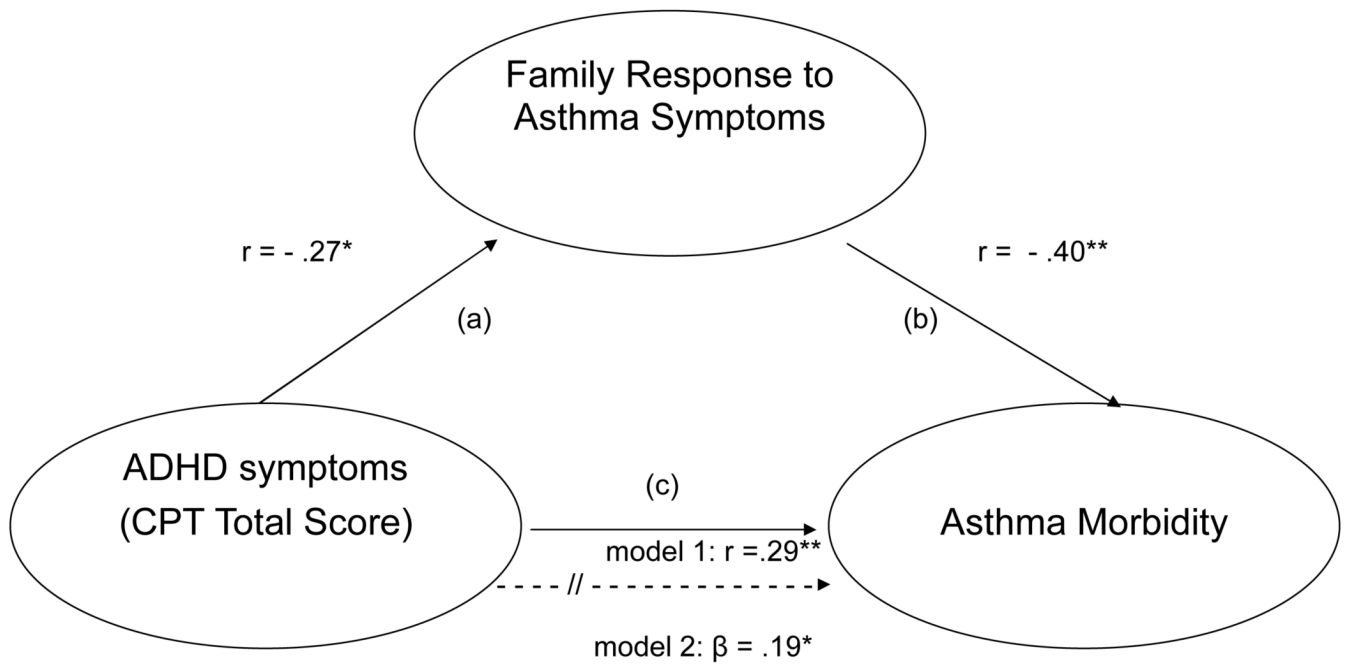 Family Response to
Asthma Symptoms
r = - .27*
r = - .40**
(a)
(b)
ADHD symptoms
(CPT Total Score)
(c)
Asthma Morbidity
model 1: r =.29**
//
model 2: β = .19*